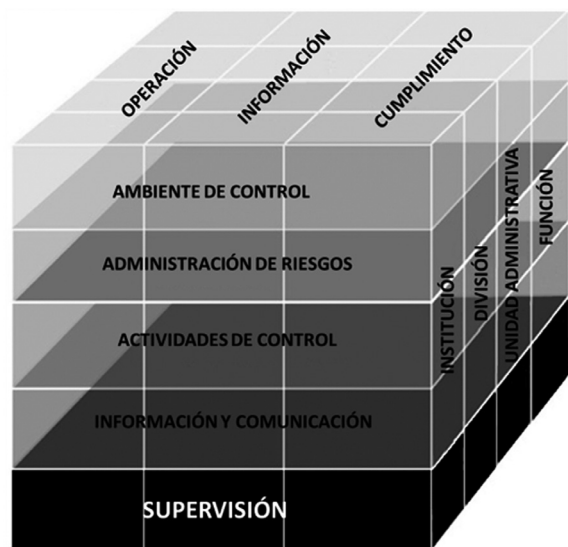 OPERACIÓN
INFORMACIÓN
CUMPLIMIENTO
AMBIENTE DE CONTROL
ADMINISTRACIÓN DE RIESGOS
ACTIVIDADES DE CONTROL
INFORMACIÓN Y COMUNICACIÓN
SUPERVISIÓN
INSTITUCIÓN
DIVISIÓN
UNIDAD ADMINISTRATIVA
FUNCIÓN